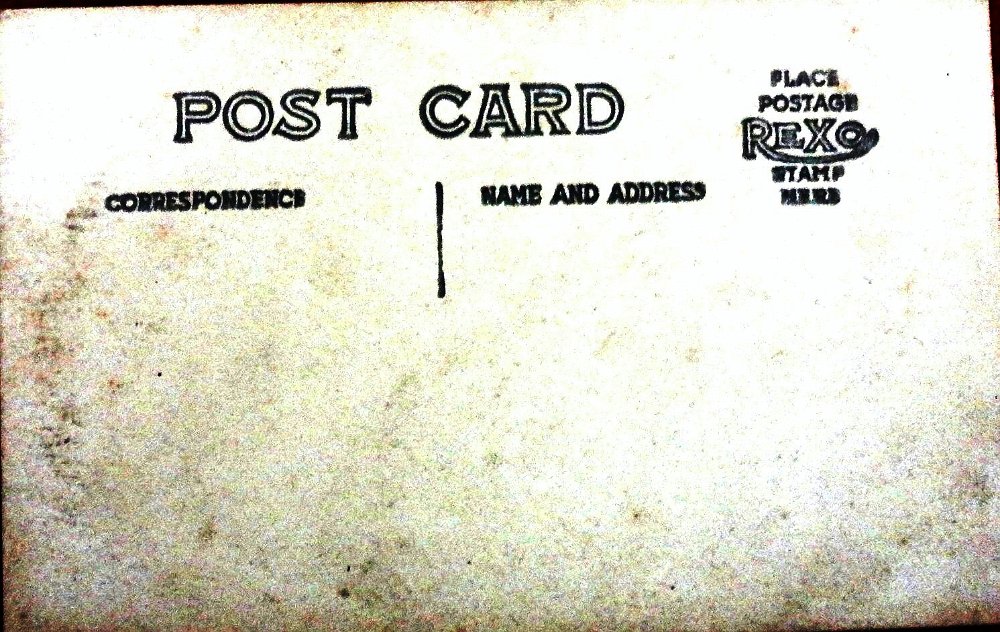 POST CARD
CORRESPONDENCE
NAME AND ADDRESS
PLACE
POSTAGE
REXO
STAMP
HERE